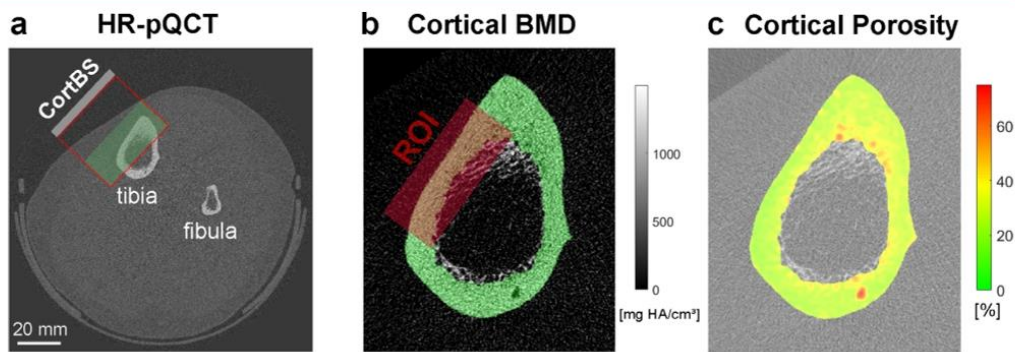 a HR-pQCT
CortBS
tibia
fibula
20 mm
b Cortical BMD
ROI
1000
500
0
[mg HA/cm³]
c Cortical Porosity
60
40
20
0
[%]